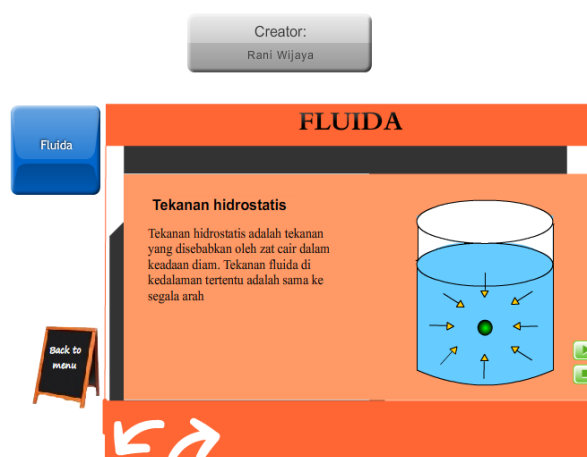 Creator:
Rani Wijaya
FLUIDA
Fluida
Tekanan hidrostatis
Tekanan hidrostatis adalah tekanan
yang disebabkan oleh zat cair dalam
keadaan diam. Tekanan fluida di
kedalaman tertentu adalah sama ke
segala arah
Back to
menu